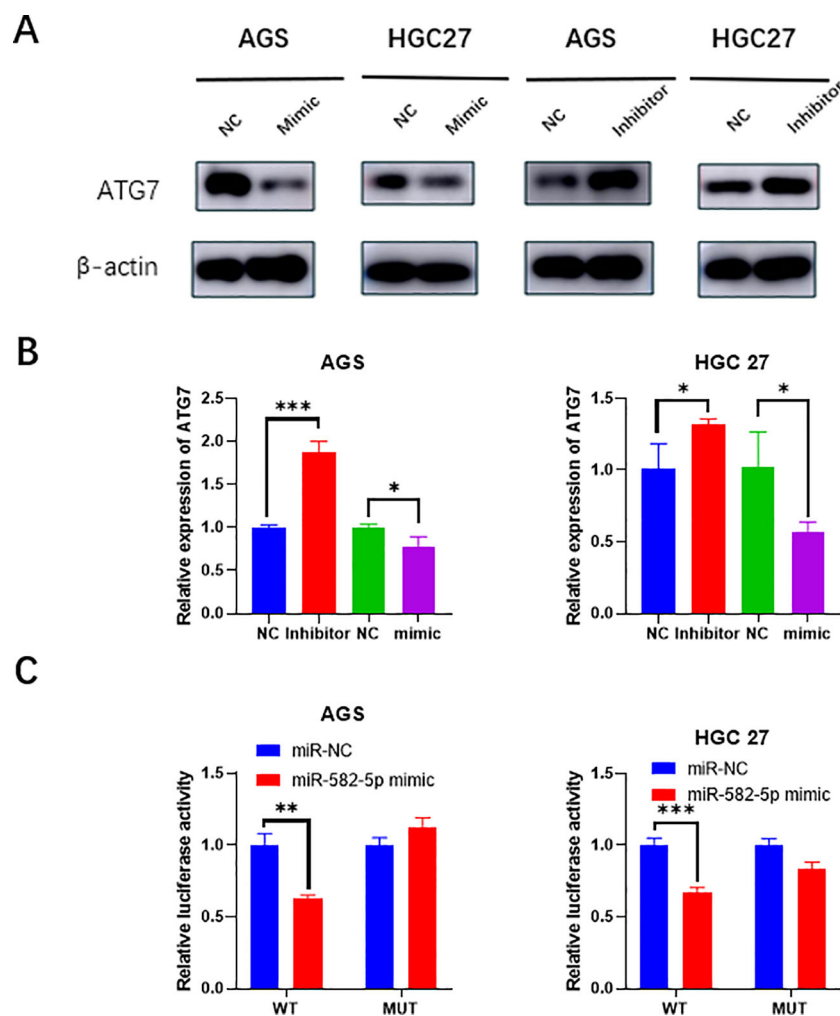 A
AGS HGC27 AGS HGC27
NC Mimic NC Mimic NC Inhibitor NC Inhibitor
ATG7
β-actin
B
AGS
Relative expression of ATG7
2.5
2.0
1.5
1.0
0.5
0.0
***
*
NC Inhibitor NC mimic
HGC 27
Relative expression of ATG7
1.5
1.0
0.5
0.0
*
*
NC Inhibitor NC mimic
C
AGS
miR-NC
miR-582-5p mimic
Relative luciferase activity
1.5
1.0
0.5
0.0
**
WT MUT
HGC 27
miR-NC
miR-582-5p mimic
Relative luciferase activity
1.5
1.0
0.5
0.0
***
WT MUT